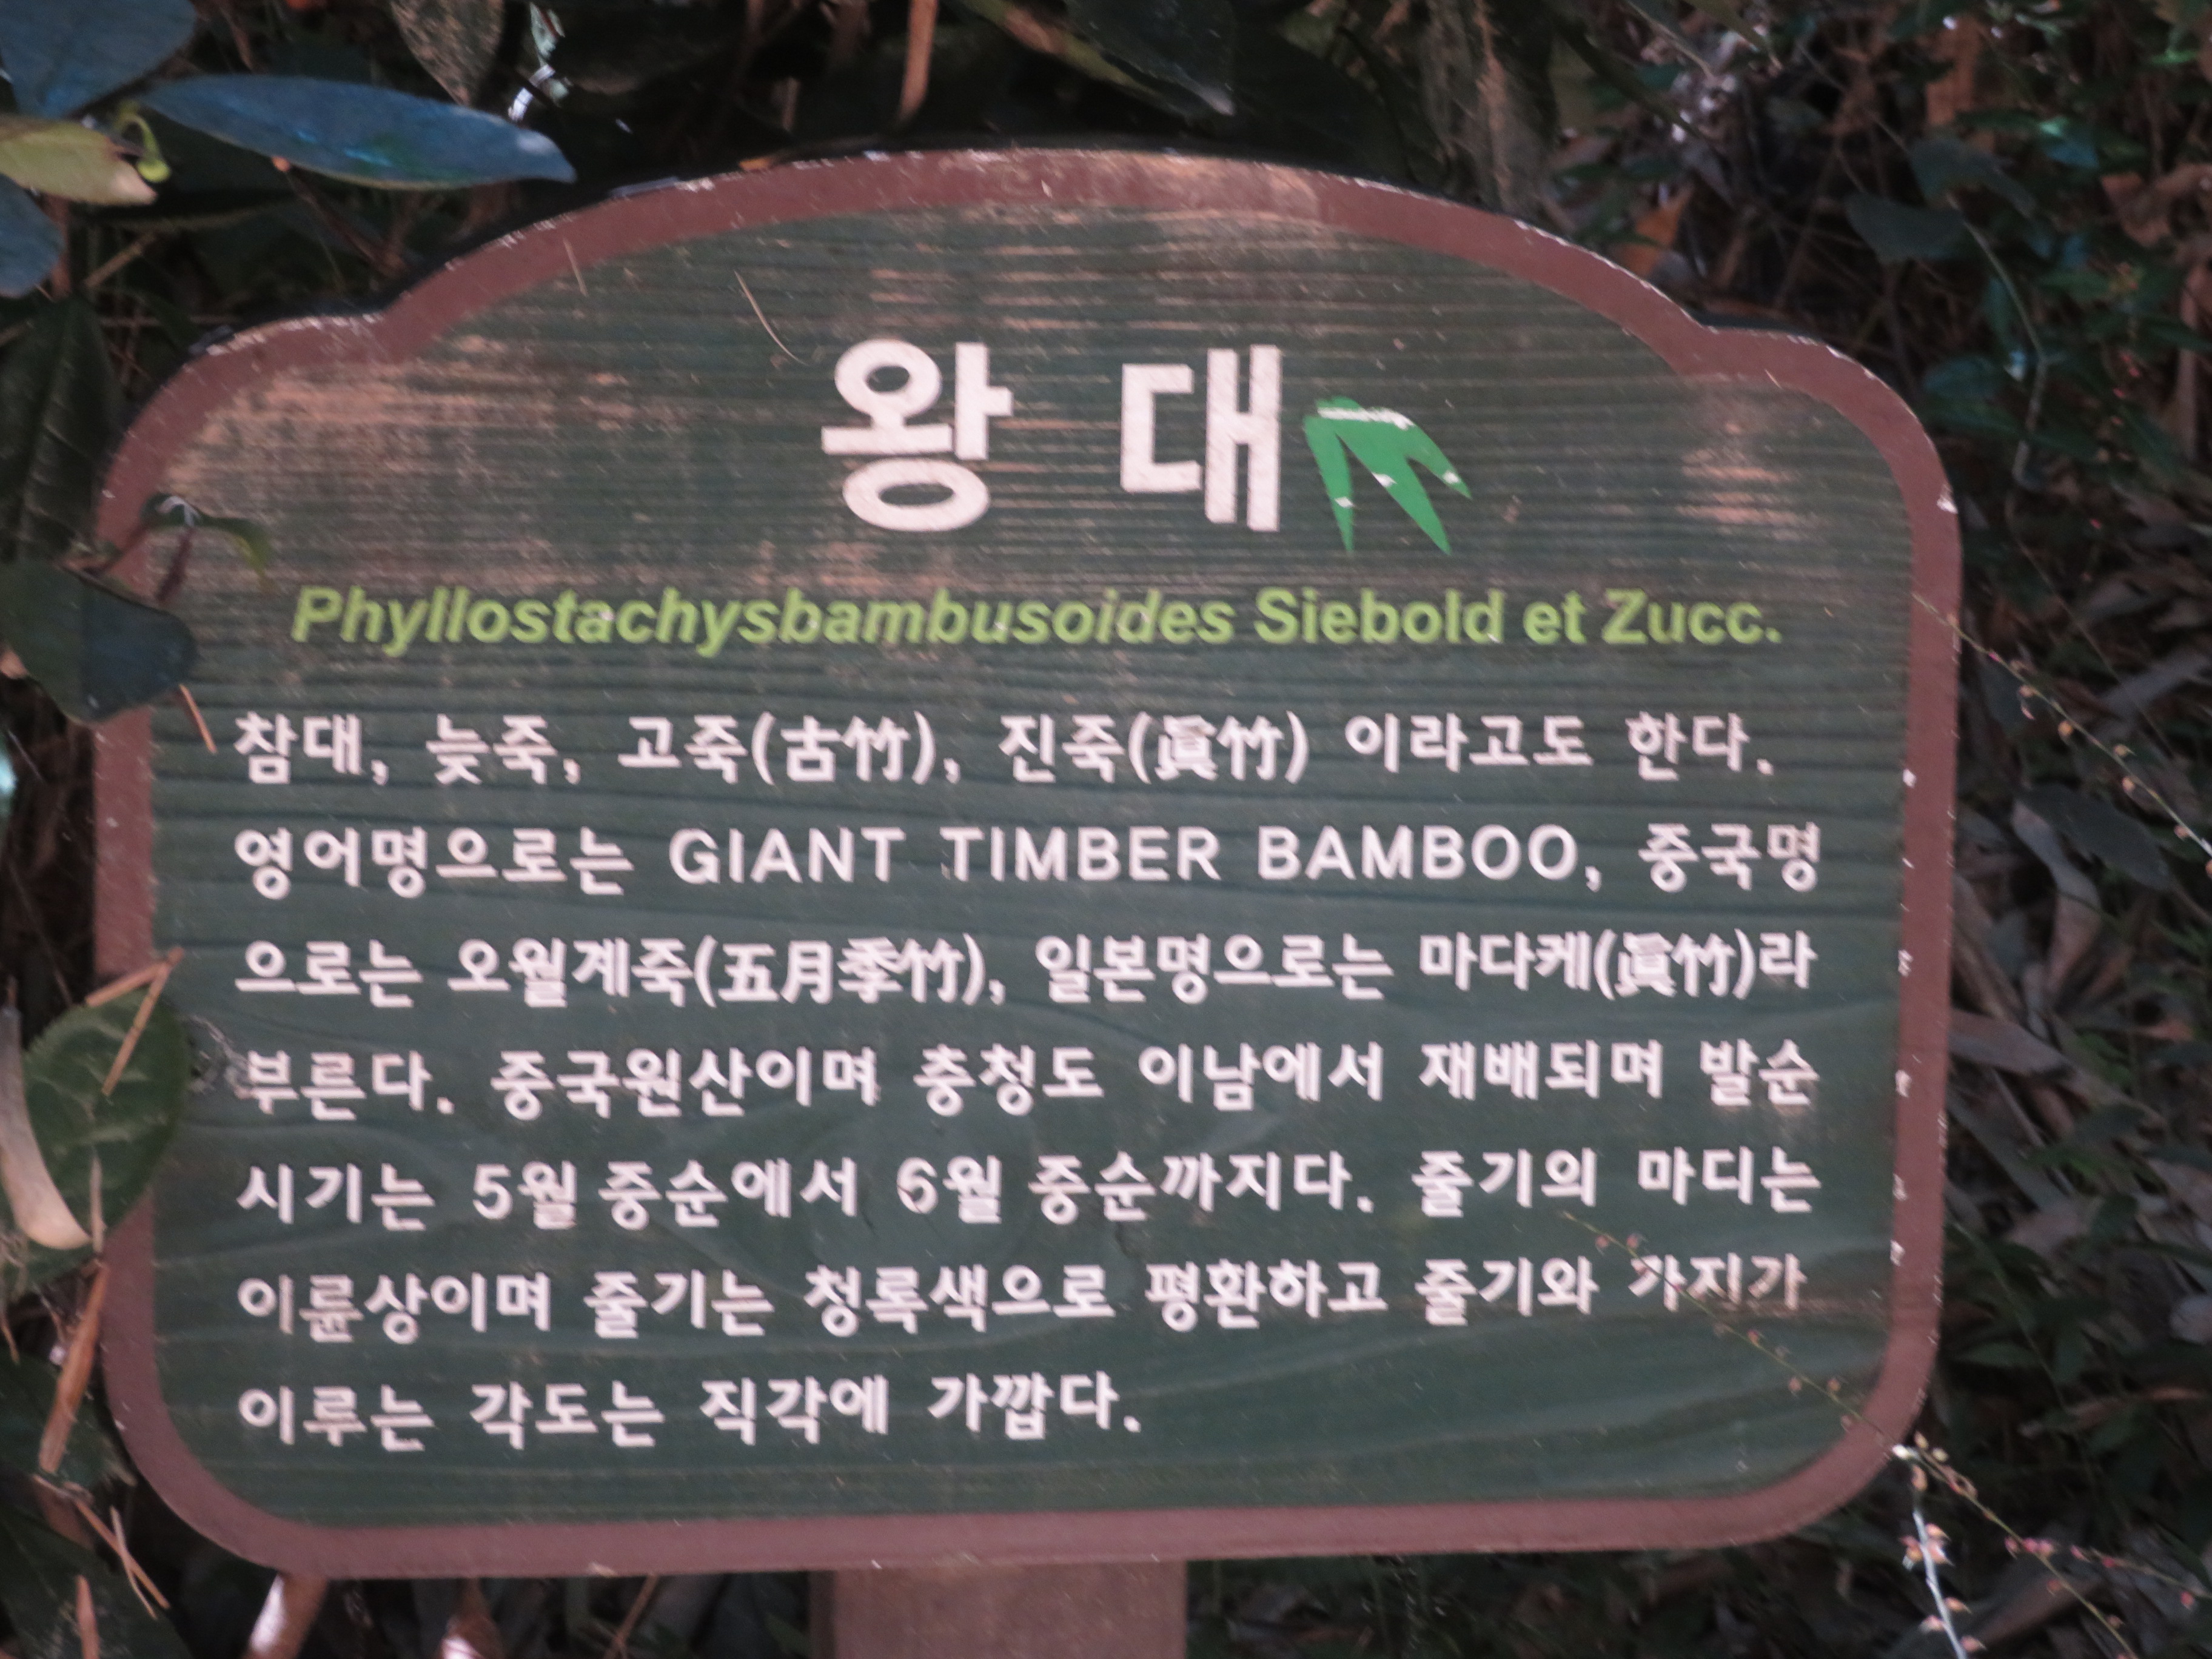 왕 대
Phyllostachysbambusoides Siebold et Zucc.
참대, 늦죽, 고죽(古竹), 진죽(眞竹) 이라고도 한다.
영어명으로는 GIANT TIMBER BAMBOO, 중국명
으로는 오월계죽(五月季竹), 일본명으로는 마다케(眞竹)라
부른다. 중국원산이며 충청도 이남에서 재배되며 발순
시기는 5월 중순에서 6월 중순까지다. 줄기의 마디는
이륜상이며 줄기는 청록색으로 평환하고 줄기와 가지가
이루는 각도는 직각에 가깝다.